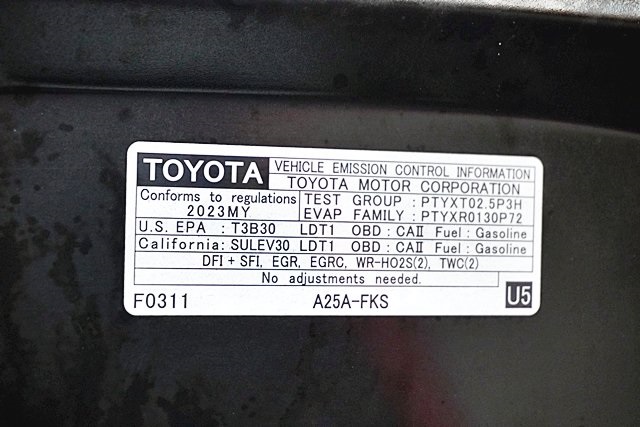 TOYOTA VEHICLE EMISSION CONTROL INFORMATION
TOYOTA MOTOR CORPORATION
Conforms to regulations
2023MY
TEST GROUP : PTYXT02.5P3H
EVAP FAMILY : PTYXR0130P72
U.S. EPA : T3B30 LDT1 OBD : CAII Fuel : Gasoline
California: SULEV30 LDT1 OBD : CAII Fuel : Gasoline
DFI + SFI, EGR, EGRC, WR-HO2S(2), TWC(2)
No adjustments needed.
F0311 A25A-FKS U5